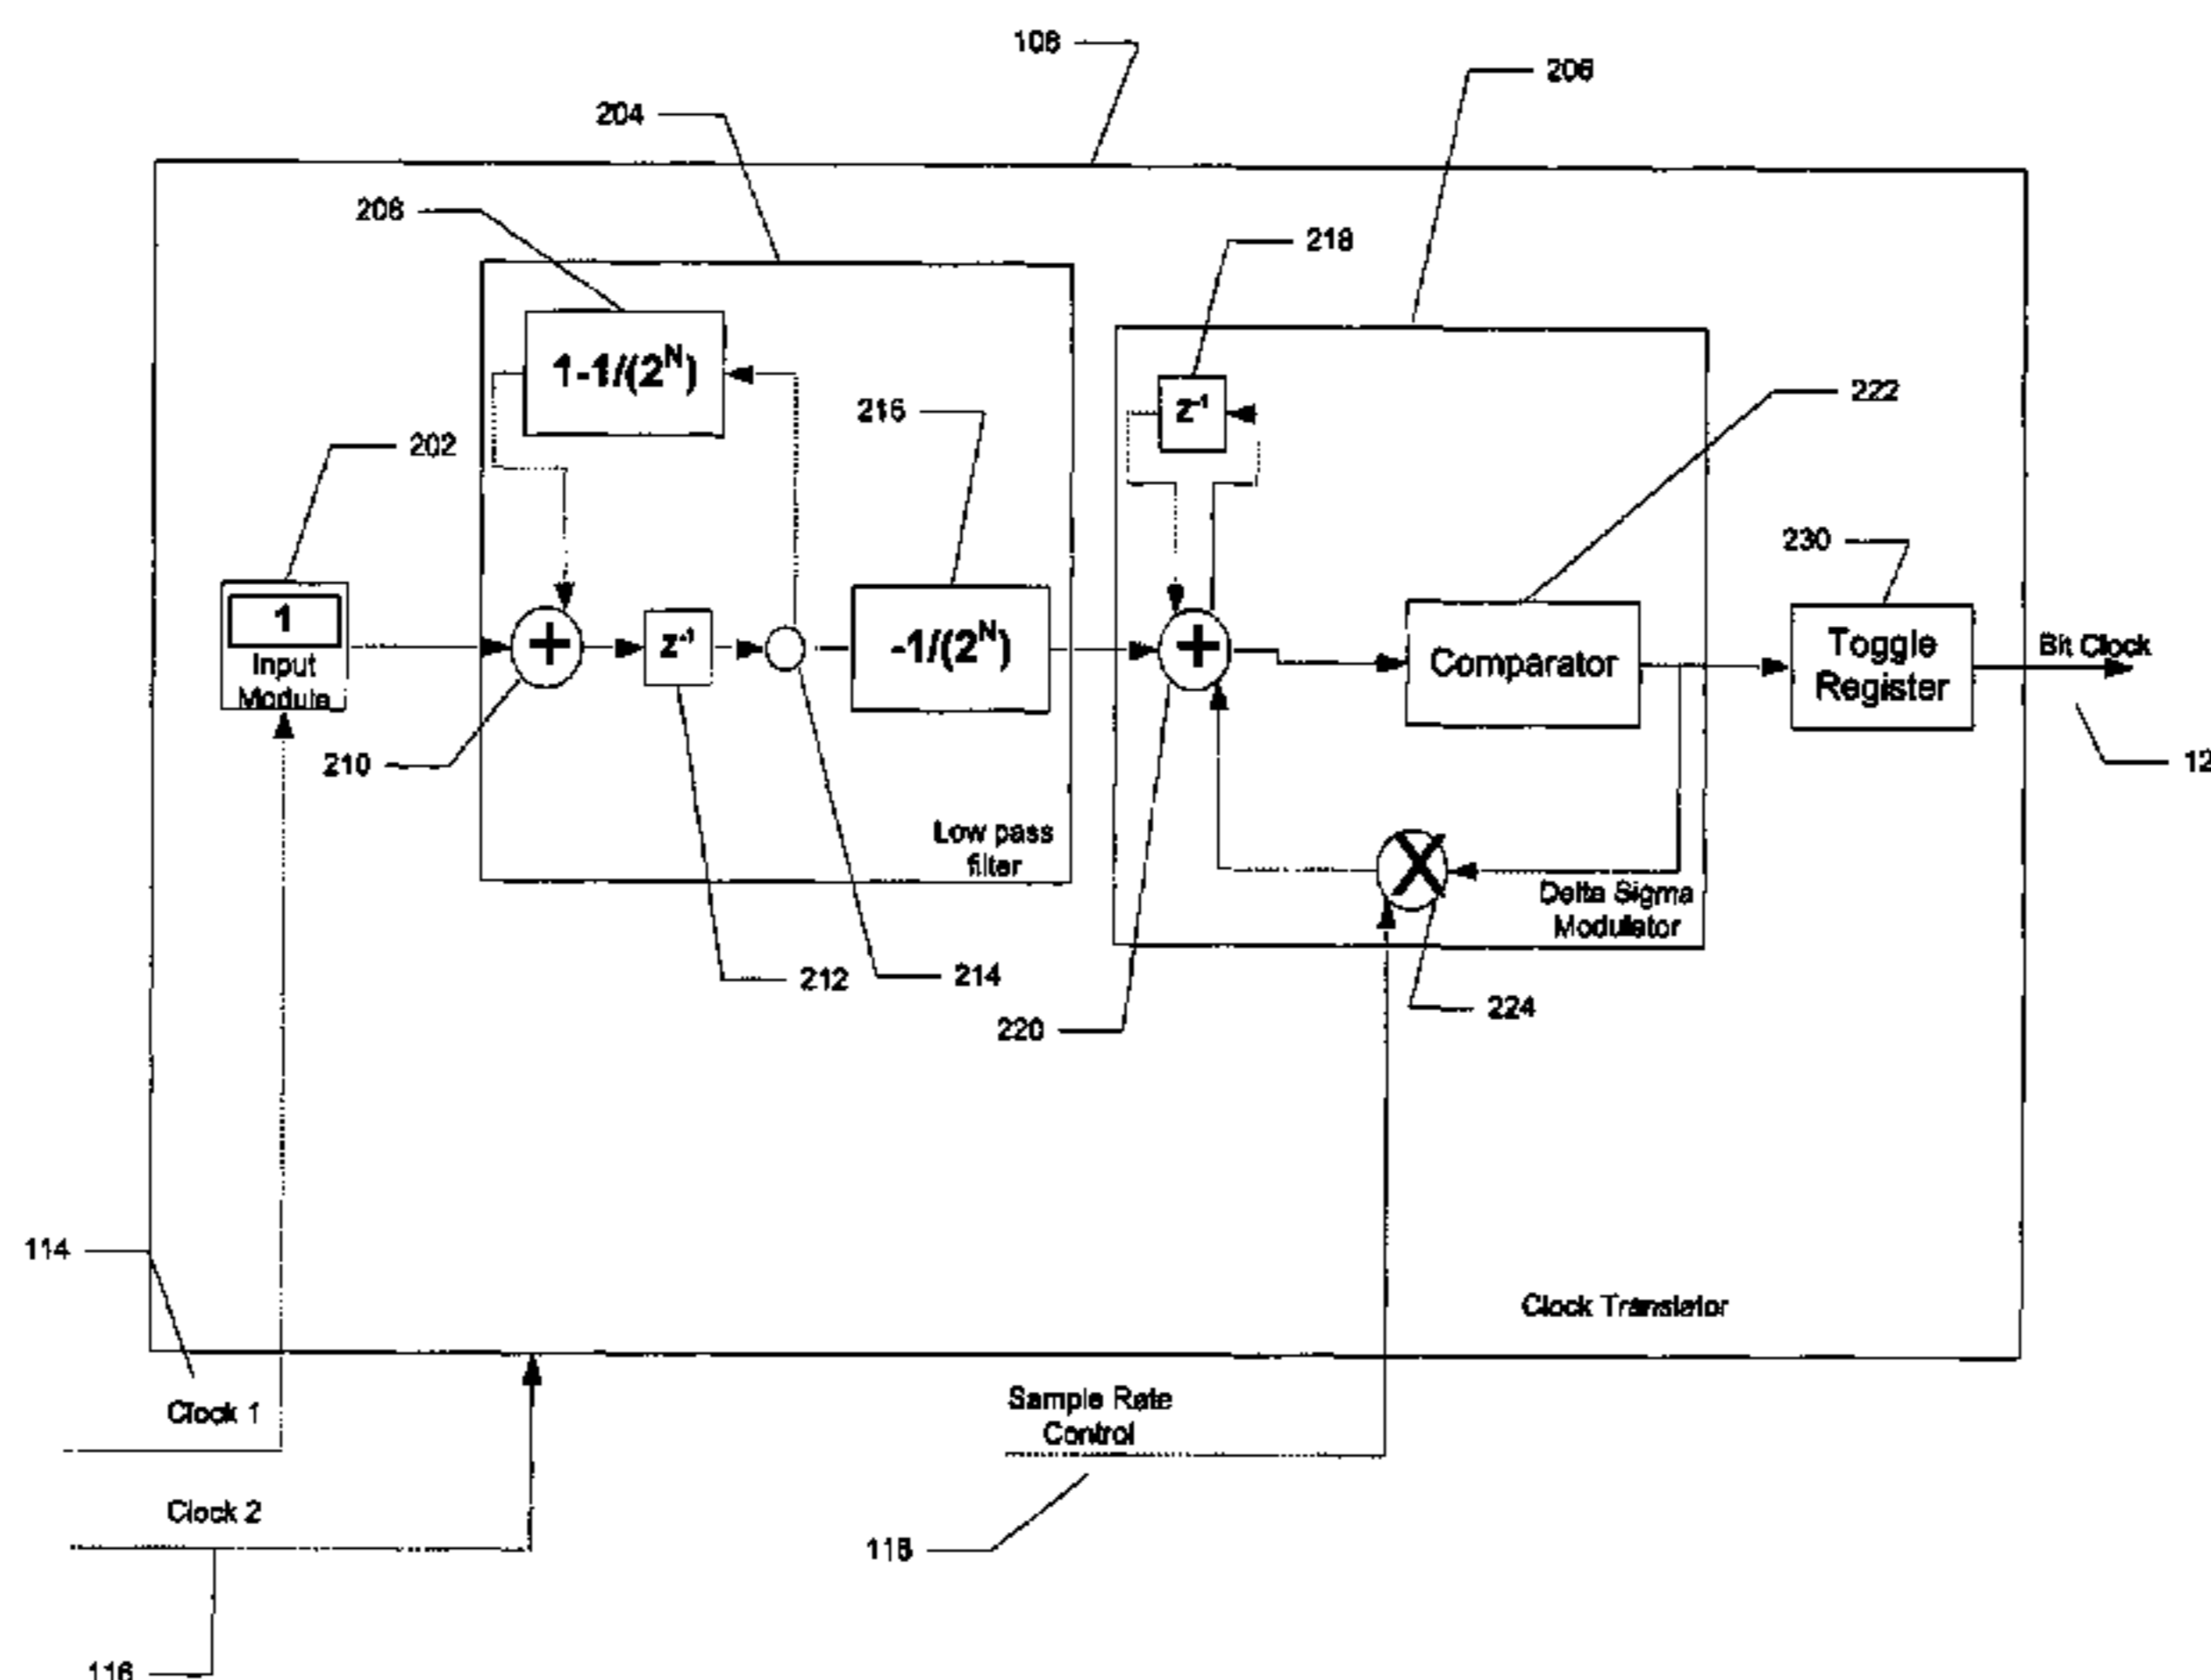 108
206
204
208
218
222
216
202
1-1/(2^N)
z⁻¹
230
1
Input
Module
+
z⁻¹
-1/(2^N)
+
Comparator
Toggle
Register
Bit Clock
210
12
Low pass
filter
X
Delta Sigma
Modulator
212
214
220
224
114
Clock Translator
Clock 1
Sample Rate
Control
Clock 2
118
116